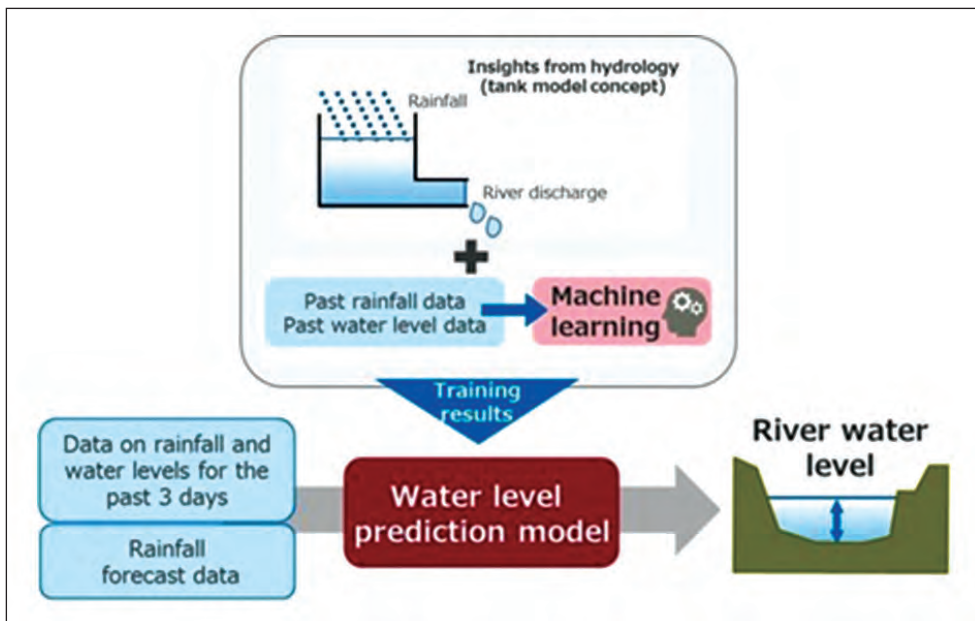 Insights from hydrology
(tank model concept)
Rainfall
River discharge
Past rainfall data
Past water level data
Machine
learning
Training
results
Data on rainfall and
water levels for the
past 3 days
Rainfall
forecast data
Water level
prediction model
River water
level